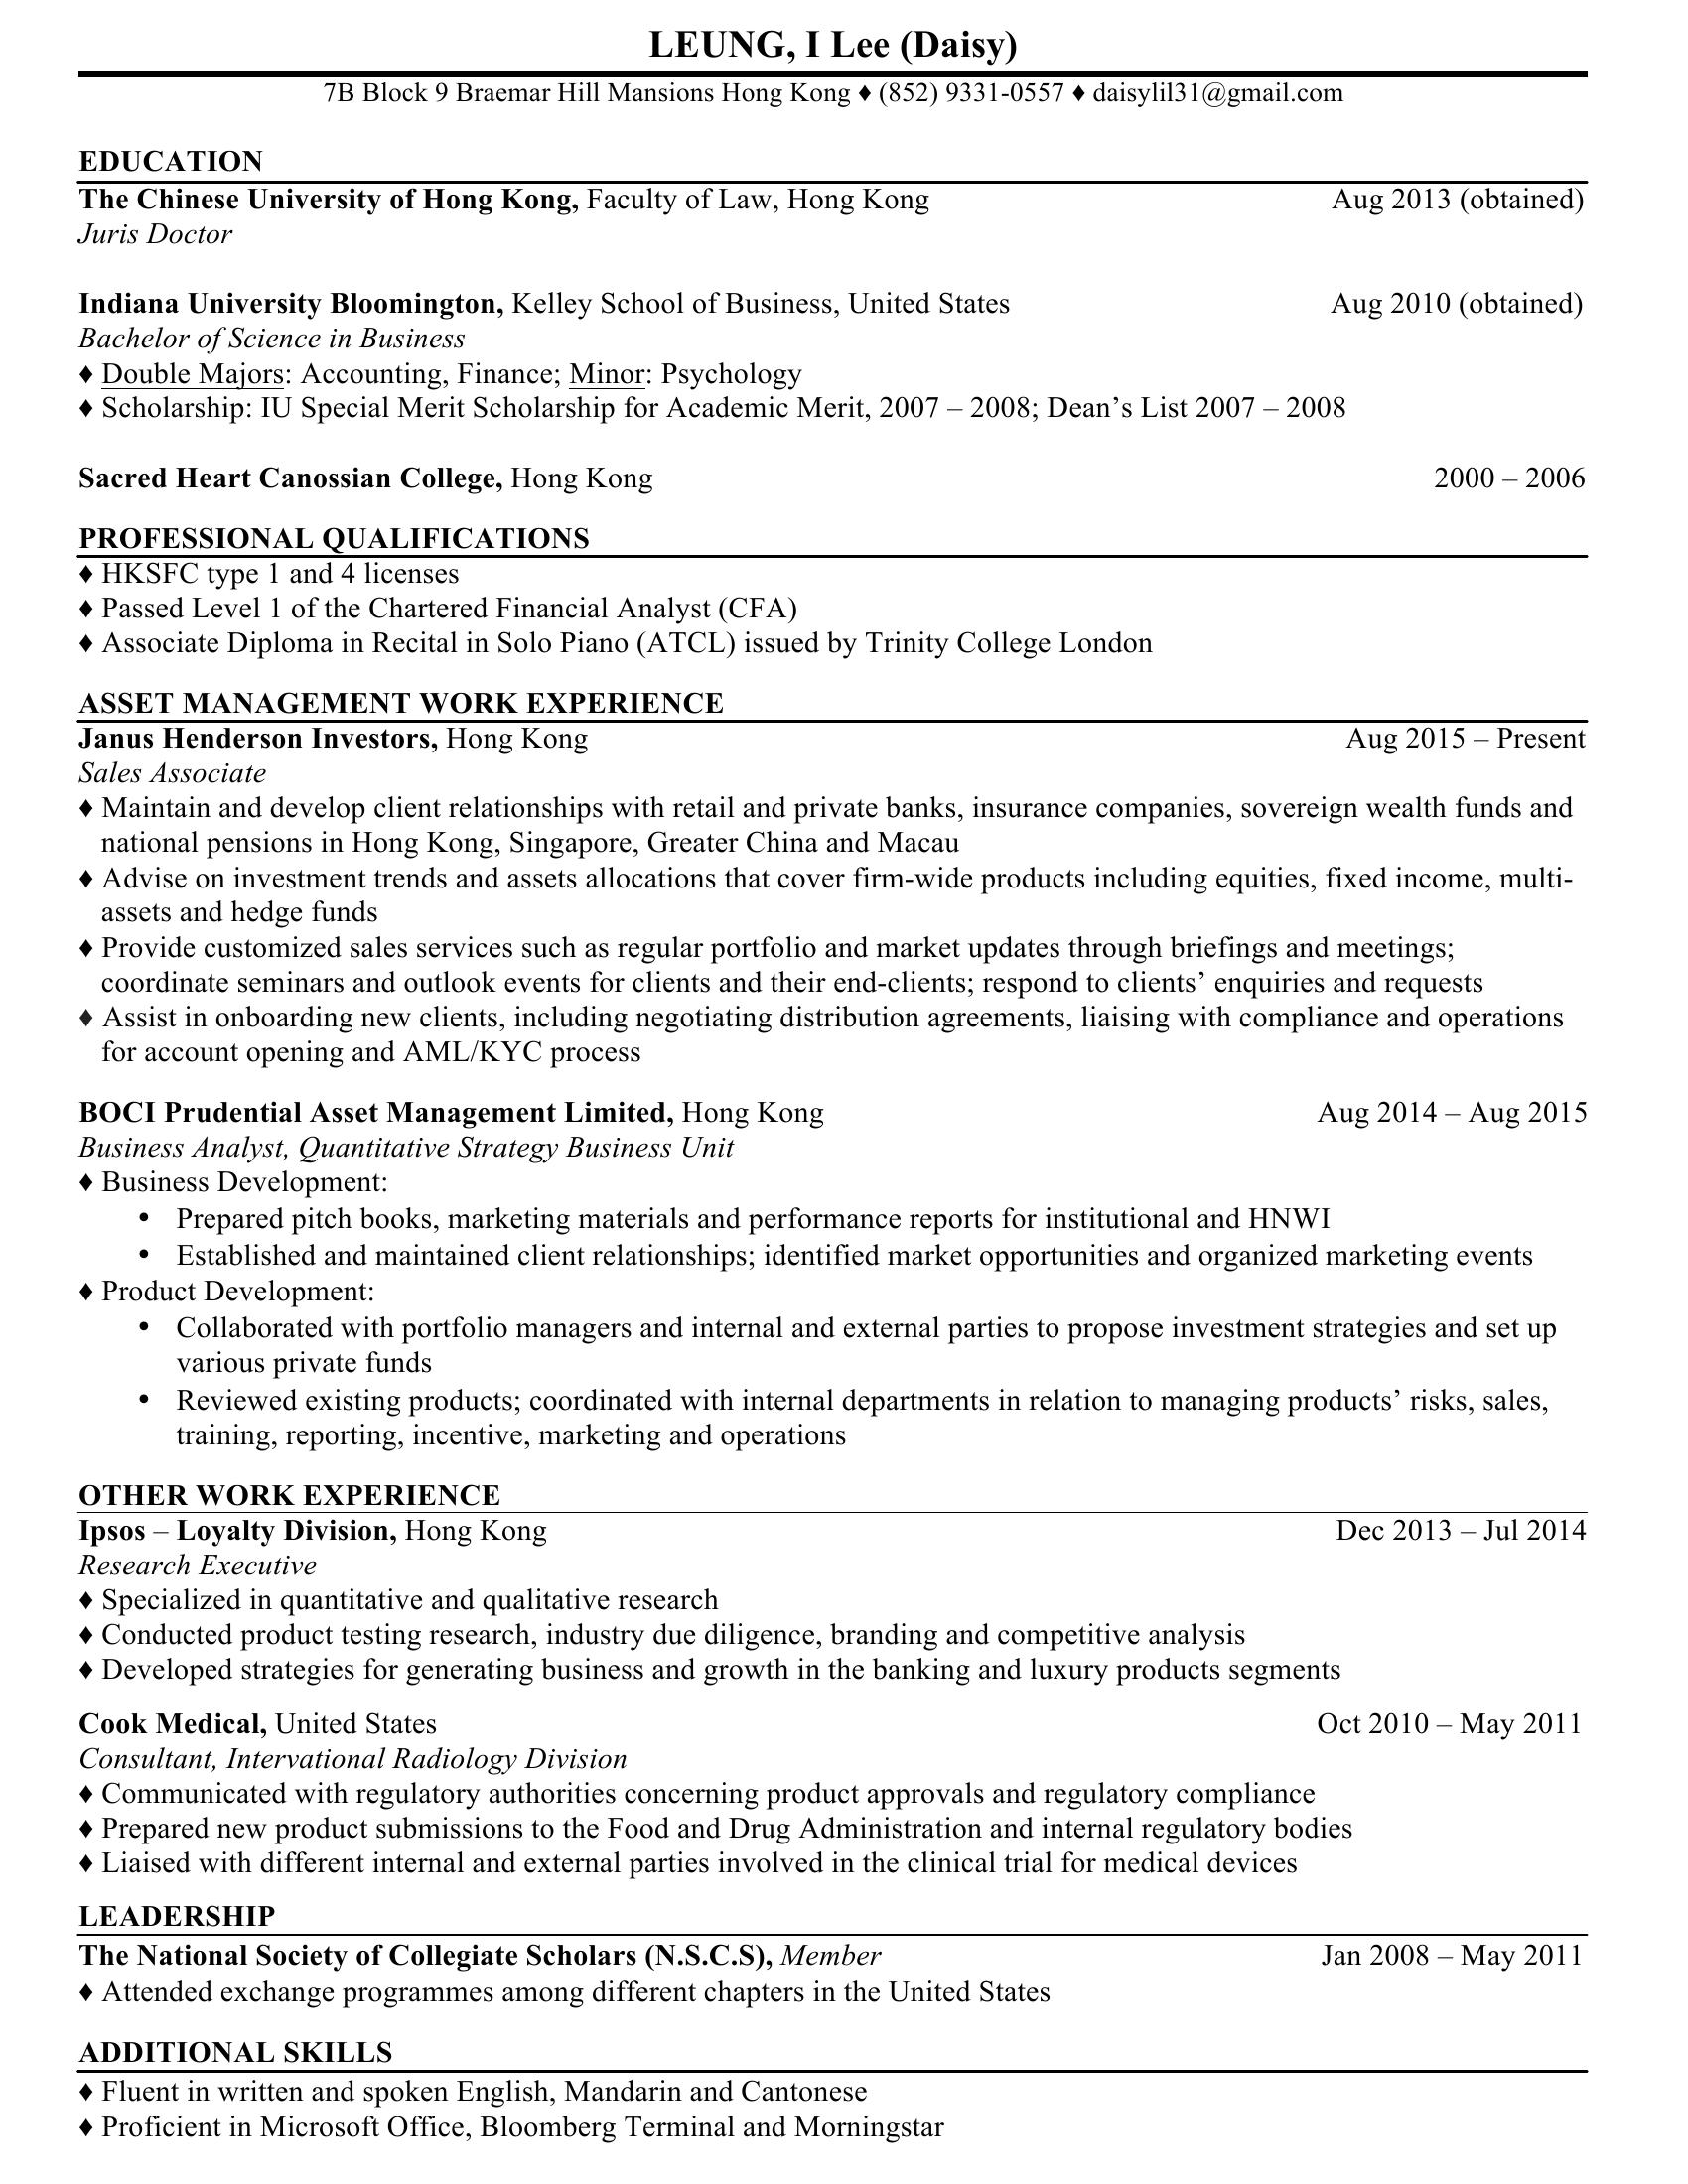 LEUNG, I Lee (Daisy)
7B Block 9 Braemar Hill Mansions Hong Kong ♦ (852) 9331-0557 ♦ daisylil31@gmail.com
EDUCATION
The Chinese University of Hong Kong, Faculty of Law, Hong Kong Aug 2013 (obtained)
Juris Doctor
Indiana University Bloomington, Kelley School of Business, United States Aug 2010 (obtained)
Bachelor of Science in Business
♦ Double Majors: Accounting, Finance; Minor: Psychology
♦ Scholarship: IU Special Merit Scholarship for Academic Merit, 2007 – 2008; Dean’s List 2007 – 2008
Sacred Heart Canossian College, Hong Kong 2000 – 2006
PROFESSIONAL QUALIFICATIONS
♦ HKSFC type 1 and 4 licenses
♦ Passed Level 1 of the Chartered Financial Analyst (CFA)
♦ Associate Diploma in Recital in Solo Piano (ATCL) issued by Trinity College London
ASSET MANAGEMENT WORK EXPERIENCE
Janus Henderson Investors, Hong Kong Aug 2015 – Present
Sales Associate
♦ Maintain and develop client relationships with retail and private banks, insurance companies, sovereign wealth funds and
national pensions in Hong Kong, Singapore, Greater China and Macau
♦ Advise on investment trends and assets allocations that cover firm-wide products including equities, fixed income, multi-
assets and hedge funds
♦ Provide customized sales services such as regular portfolio and market updates through briefings and meetings;
coordinate seminars and outlook events for clients and their end-clients; respond to clients’ enquiries and requests
♦ Assist in onboarding new clients, including negotiating distribution agreements, liaising with compliance and operations
for account opening and AML/KYC process
BOCI Prudential Asset Management Limited, Hong Kong Aug 2014 – Aug 2015
Business Analyst, Quantitative Strategy Business Unit
♦ Business Development:
• Prepared pitch books, marketing materials and performance reports for institutional and HNWI
• Established and maintained client relationships; identified market opportunities and organized marketing events
♦ Product Development:
• Collaborated with portfolio managers and internal and external parties to propose investment strategies and set up
various private funds
• Reviewed existing products; coordinated with internal departments in relation to managing products’ risks, sales,
training, reporting, incentive, marketing and operations
OTHER WORK EXPERIENCE
Ipsos – Loyalty Division, Hong Kong Dec 2013 – Jul 2014
Research Executive
♦ Specialized in quantitative and qualitative research
♦ Conducted product testing research, industry due diligence, branding and competitive analysis
♦ Developed strategies for generating business and growth in the banking and luxury products segments
Cook Medical, United States Oct 2010 – May 2011
Consultant, Intervational Radiology Division
♦ Communicated with regulatory authorities concerning product approvals and regulatory compliance
♦ Prepared new product submissions to the Food and Drug Administration and internal regulatory bodies
♦ Liaised with different internal and external parties involved in the clinical trial for medical devices
LEADERSHIP
The National Society of Collegiate Scholars (N.S.C.S), Member Jan 2008 – May 2011
♦ Attended exchange programmes among different chapters in the United States
ADDITIONAL SKILLS
♦ Fluent in written and spoken English, Mandarin and Cantonese
♦ Proficient in Microsoft Office, Bloomberg Terminal and Morningstar